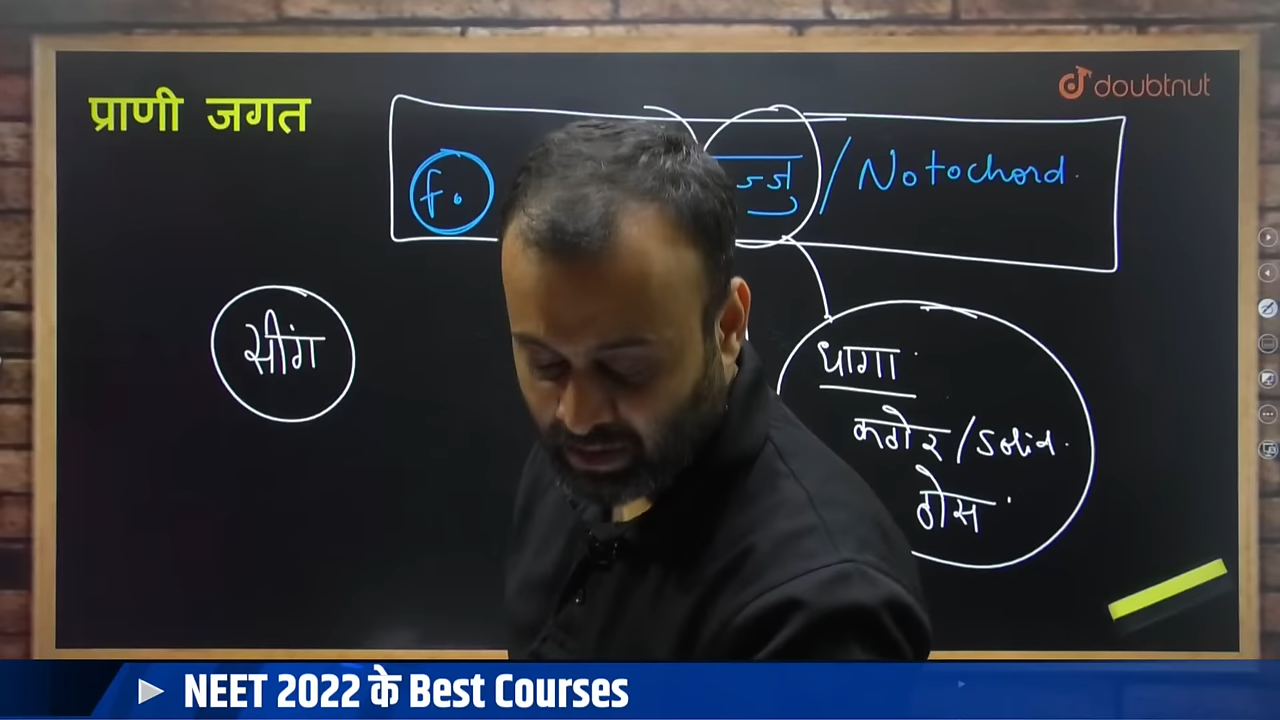 doubtnut
प्राणी जगत
f. ज्जु / Notochord.
सींग
धागा
कठोर / Solid.
ठोस
NEET 2022 के Best Courses